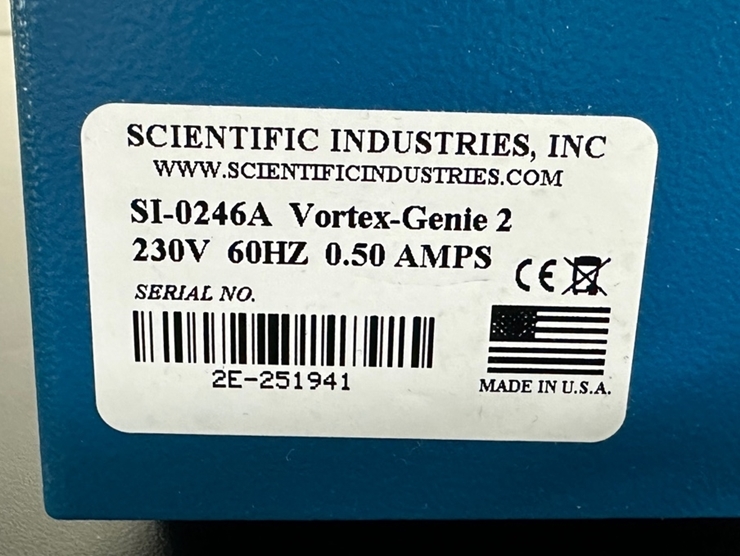 SCIENTIFIC INDUSTRIES, INC
WWW.SCIENTIFICINDUSTRIES.COM
SI-0246A Vortex-Genie 2
230V 60HZ 0.50 AMPS
CE
SERIAL NO.
2E-251941
MADE IN U.S.A.